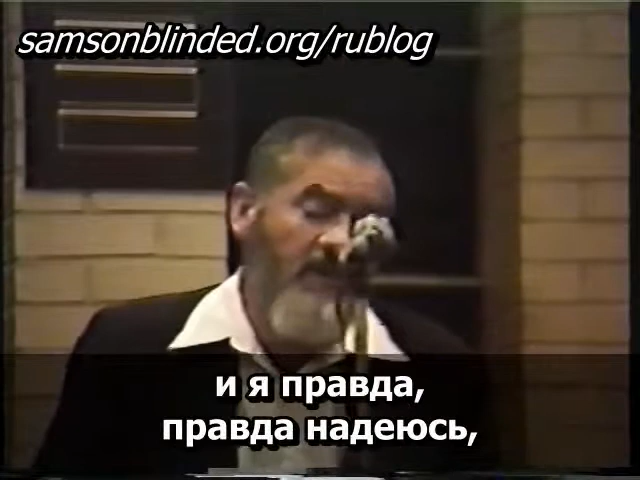 samsonblinded.org/rublog
и я правда,
правда надеюсь,